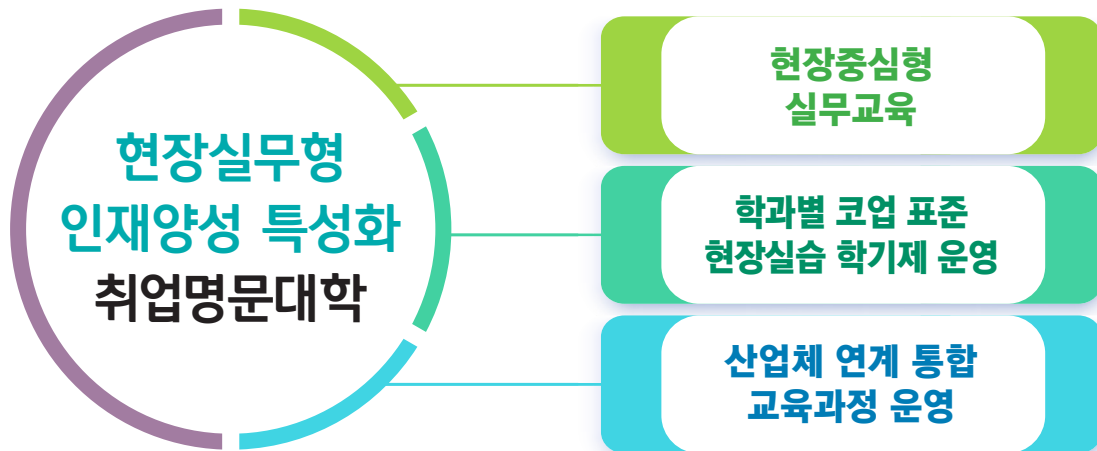 현장실무형
인재양성 특성화
취업명문대학
현장중심형
실무교육
학과별 코업 표준
현장실습 학기제 운영
산업체 연계 통합
교육과정 운영